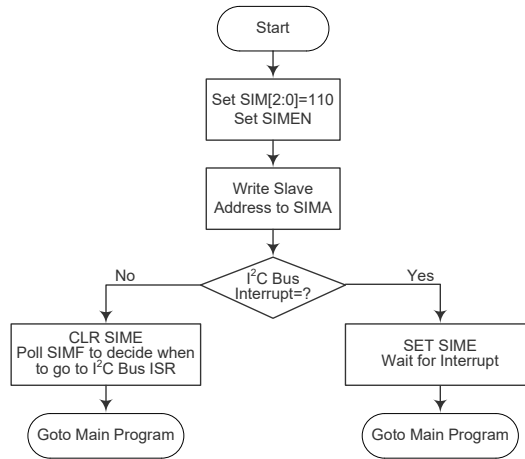 Start
Set SIM[2:0]=110
Set SIMEN
Write Slave
Address to SIMA
I²C Bus
Interrupt=?
No
Yes
CLR SIME
Poll SIMF to decide when
to go to I²C Bus ISR
SET SIME
Wait for Interrupt
Goto Main Program
Goto Main Program